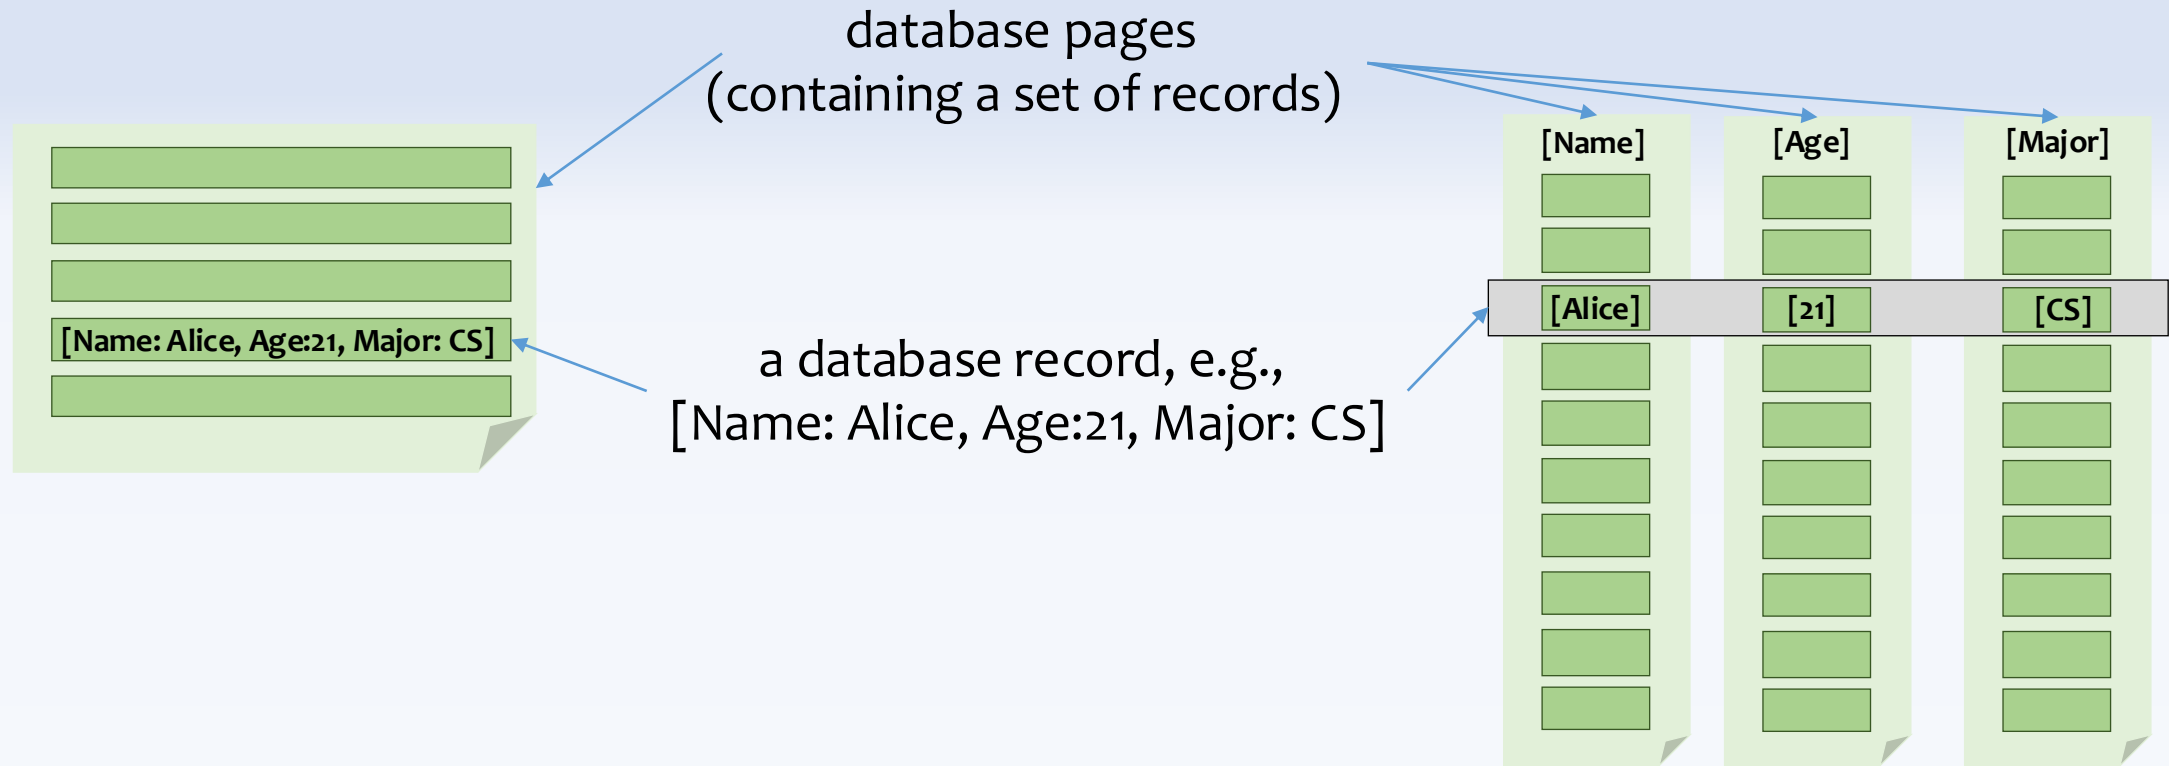 database pages
(containing a set of records)
[Name: Alice, Age:21, Major: CS]
a database record, e.g.,
[Name: Alice, Age:21, Major: CS]
[Name] [Age] [Major]
[Alice] [21] [CS]